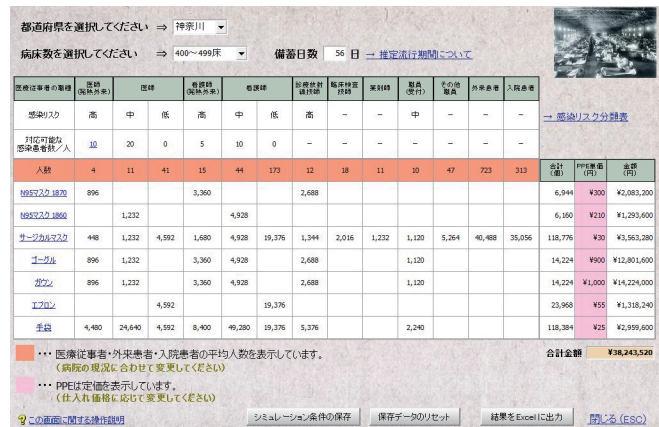 都道府県を選択してください ⇒ 神奈川
病床数を選択してください ⇒ 400～499床 備蓄日数 56 日 → 推定流行期間について
医療従事者の職種 医師(発熱外来) 医師 看護師(発熱外来) 看護師 診療放射線技師 臨床検査技師 薬剤師 職員(受付) その他職員 外来患者 入院患者
感染リスク 高 中 低 高 中 低 高 - - 中 - - - → 感染リスク分類表
対応可能な感染患者数/人 10 20 0 5 10 0 - - - - - - -
人数 4 11 41 15 44 173 12 18 11 10 47 723 313 合計(個) PPE単価(円) 金額(円)
N95マスク 1870 896 3,360 2,688 6,944 ¥300 ¥2,083,200
N95マスク 1860 1,232 4,928 6,160 ¥210 ¥1,293,600
サージカルマスク 448 1,232 4,592 1,680 4,928 19,376 1,344 2,016 1,232 1,120 5,264 40,488 35,056 118,776 ¥30 ¥3,563,280
ゴーグル 896 1,232 3,360 4,928 2,688 1,120 14,224 ¥900 ¥12,801,600
ガウン 896 1,232 3,360 4,928 2,688 1,120 14,224 ¥1,000 ¥14,224,000
エプロン 4,592 19,376 23,968 ¥55 ¥1,318,240
手袋 4,480 24,640 4,592 8,400 49,280 19,376 5,376 2,240 118,384 ¥25 ¥2,959,600
･･･ 医療従事者・外来患者・入院患者の平均人数を表示しています。 合計金額 ¥38,243,520
(病院の現況に合わせて変更してください)
･･･ PPEは定価を表示しています。
(仕入れ価格に応じて変更してください)
この画面に関する操作説明 シミュレーション条件の保存 保存データのリセット 結果をExcelに出力 閉じる(ESC)